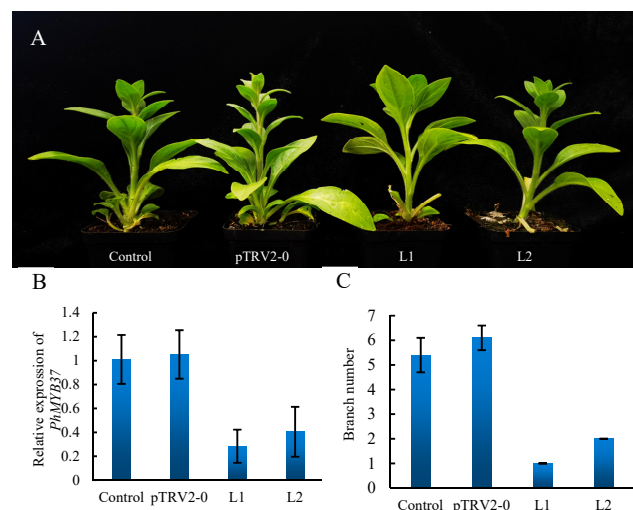 A
Control pTRV2-0 L1 L2
B
Relative exprossion of
PhMYB37
1.4
1.2
1
0.8
0.6
0.4
0.2
0
Control pTRV2-0 L1 L2
C
Branch number
7
6
5
4
3
2
1
0
Control pTRV2-0 L1 L2